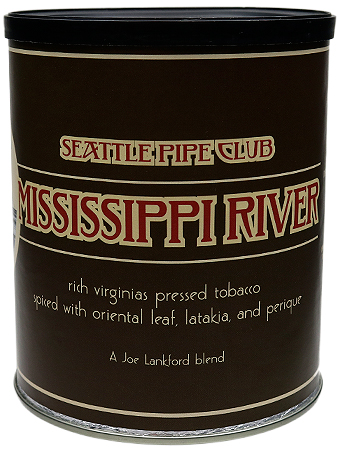 SEATTLE PIPE CLUB
MISSISSIPPI RIVER
rich virginias pressed tobacco
spiced with oriental leaf, latakia, and perique
A Joe Lankford blend